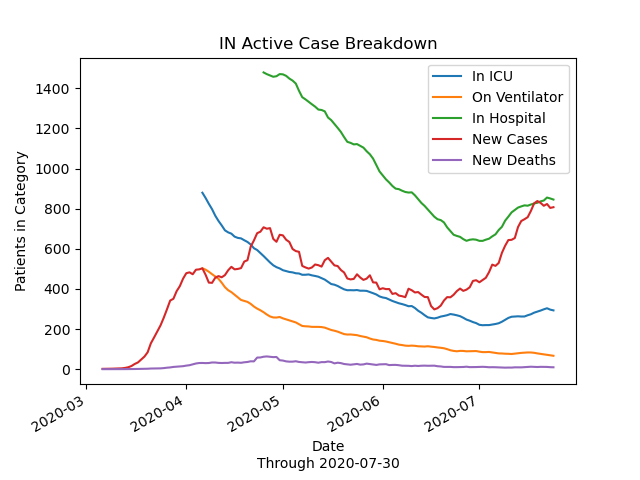 IN Active Case Breakdown
In ICU
On Ventilator
In Hospital
New Cases
New Deaths
Patients in Category
1400
1200
1000
800
600
400
200
0
2020-03
2020-04
2020-05
2020-06
2020-07
Date
Through 2020-07-30